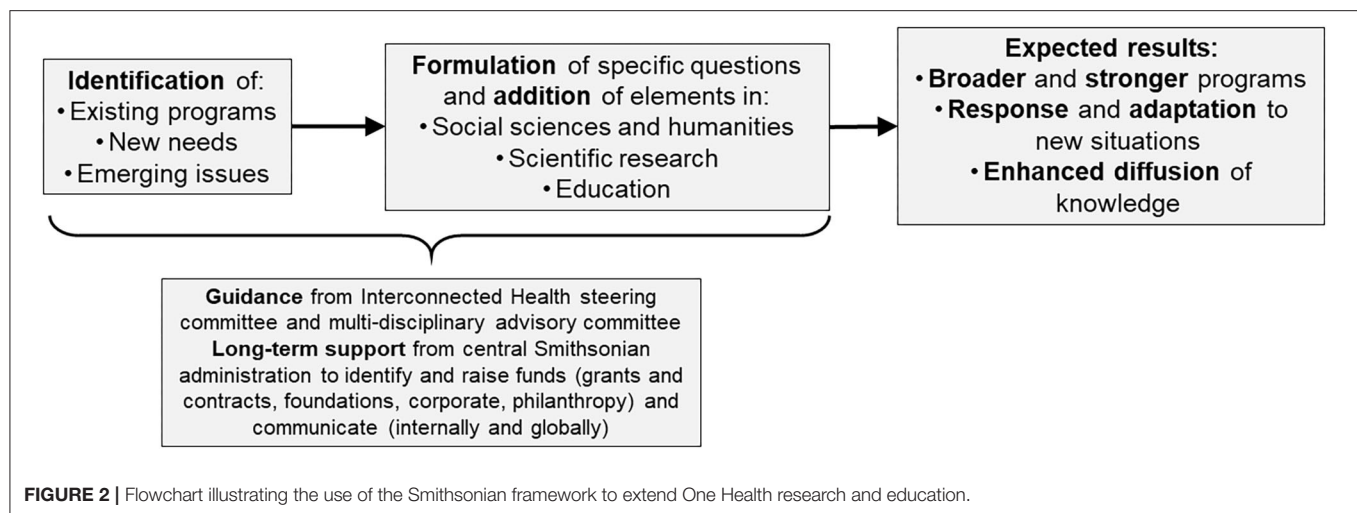 Identification of:
• Existing programs
• New needs
• Emerging issues
Formulation of specific questions
and addition of elements in:
• Social sciences and humanities
• Scientific research
• Education
Expected results:
• Broader and stronger programs
• Response and adaptation to
new situations
• Enhanced diffusion of
knowledge
Guidance from Interconnected Health steering
committee and multi-disciplinary advisory committee
Long-term support from central Smithsonian
administration to identify and raise funds (grants and
contracts, foundations, corporate, philanthropy) and
communicate (internally and globally)
FIGURE 2 | Flowchart illustrating the use of the Smithsonian framework to extend One Health research and education.